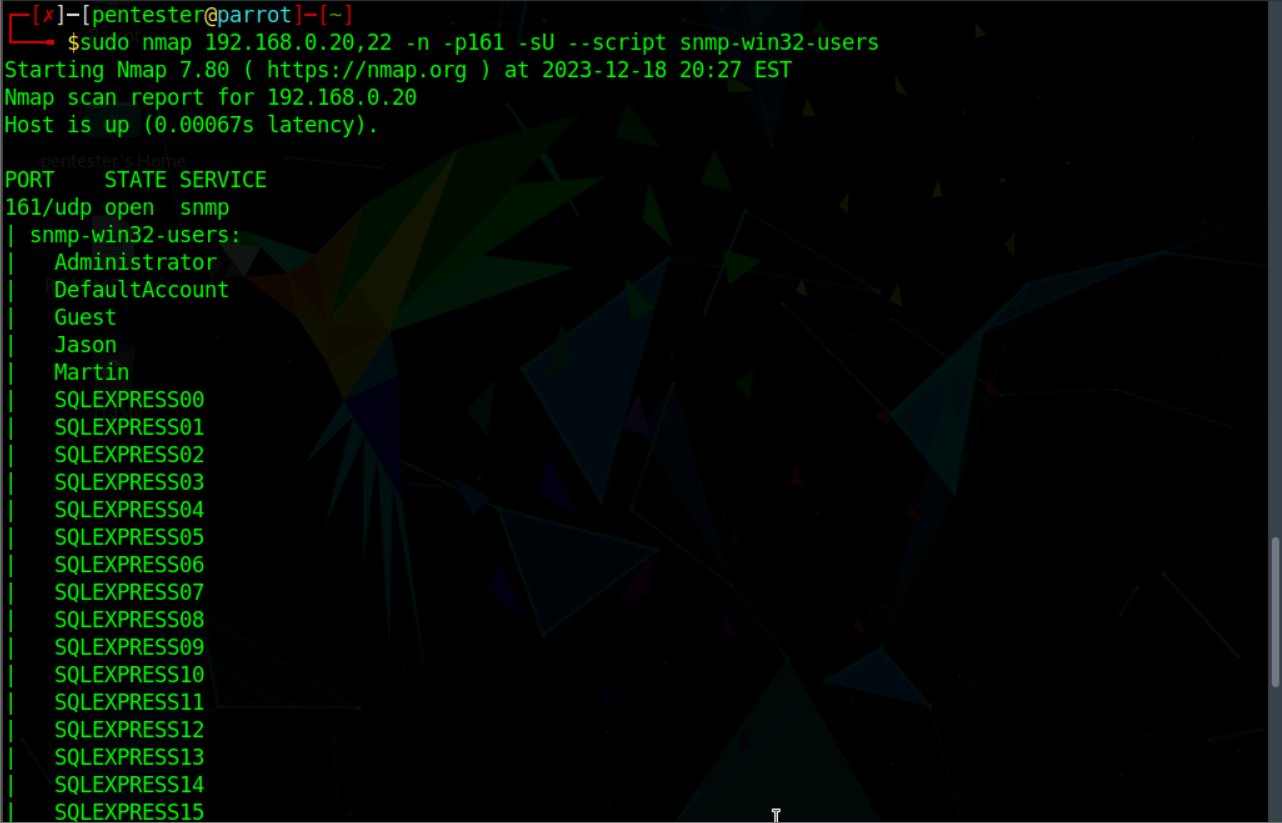 [✗]─[pentester@parrot]─[~]
$sudo nmap 192.168.0.20,22 -n -p161 -sU --script snmp-win32-users
Starting Nmap 7.80 ( https://nmap.org ) at 2023-12-18 20:27 EST
Nmap scan report for 192.168.0.20
Host is up (0.00067s latency).
pentester's Home
PORT    STATE SERVICE
161/udp open  snmp
| snmp-win32-users:
|   Administrator
|   DefaultAccount
|   Guest
|   Jason
|   Martin
|   SQLEXPRESS00
|   SQLEXPRESS01
|   SQLEXPRESS02
|   SQLEXPRESS03
|   SQLEXPRESS04
|   SQLEXPRESS05
|   SQLEXPRESS06
|   SQLEXPRESS07
|   SQLEXPRESS08
|   SQLEXPRESS09
|   SQLEXPRESS10
|   SQLEXPRESS11
|   SQLEXPRESS12
|   SQLEXPRESS13
|   SQLEXPRESS14
|   SQLEXPRESS15